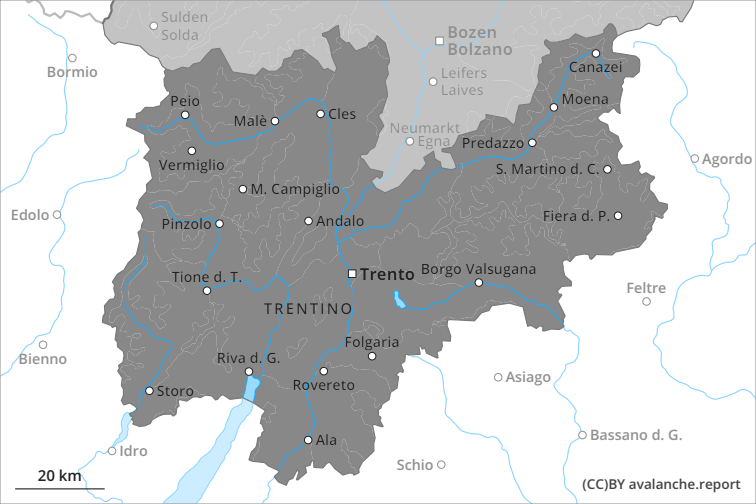 Sulden
Solda
Bozen
Bolzano
Bormio
Canazei
Leifers
Laives
Peio
Moena
Malè
Cles
Neumarkt
Egna
Predazzo
Vermiglio
Agordo
S. Martino d. C.
M. Campiglio
Edolo
Pinzolo
Andalo
Fiera d. P.
Trento
Borgo Valsugana
Tione d. T.
Feltre
TRENTINO
Folgaria
Bienno
Riva d. G.
Asiago
Rovereto
Storo
Bassano d. G.
Ala
Idro
Schio
20 km
(CC)BY avalanche.report